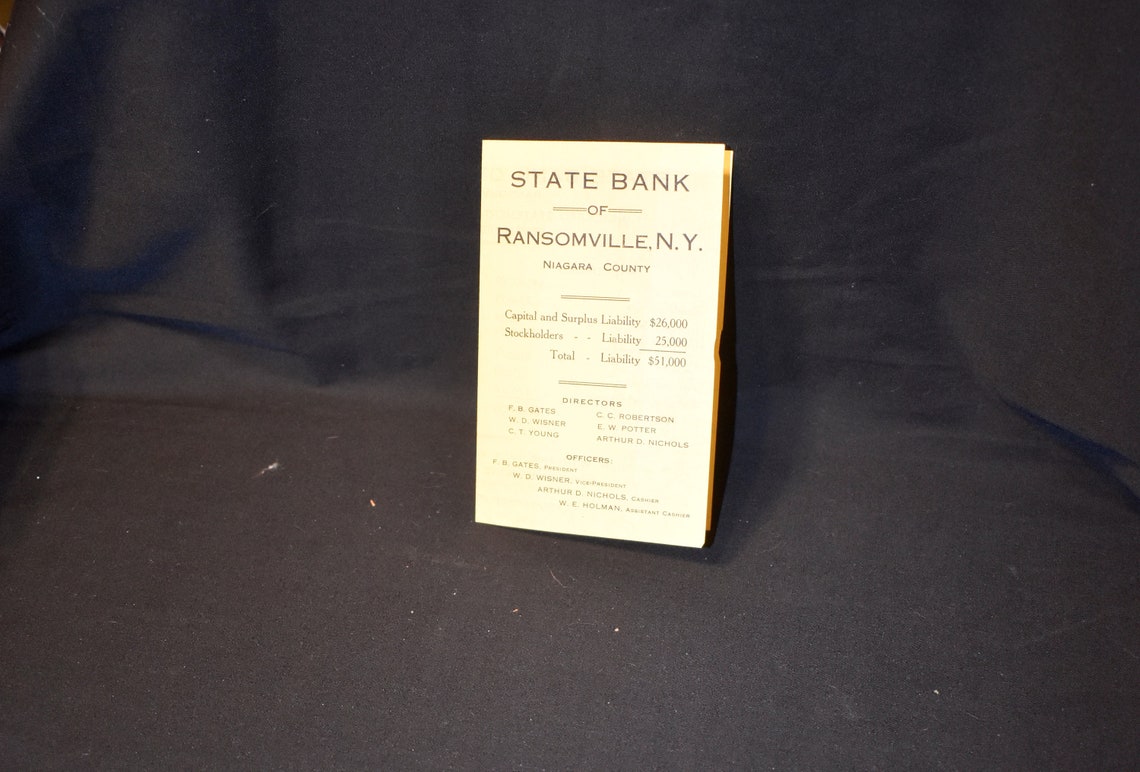 STATE BANK
OF
RANSOMVILLE, N.Y.
NIAGARA COUNTY
Capital and Surplus Liability $26,000
Stockholders - - Liability 25,000
Total - Liability $51,000
DIRECTORS
F. B. GATES
W. D. WISNER
C. T. YOUNG
C. C. ROBERTSON
E. W. POTTER
ARTHUR D. NICHOLS
OFFICERS:
F. B. GATES, PRESIDENT
W. D. WISNER, VICE-PRESIDENT
ARTHUR D. NICHOLS, CASHIER
W. E. HOLMAN, ASSISTANT CASHIER